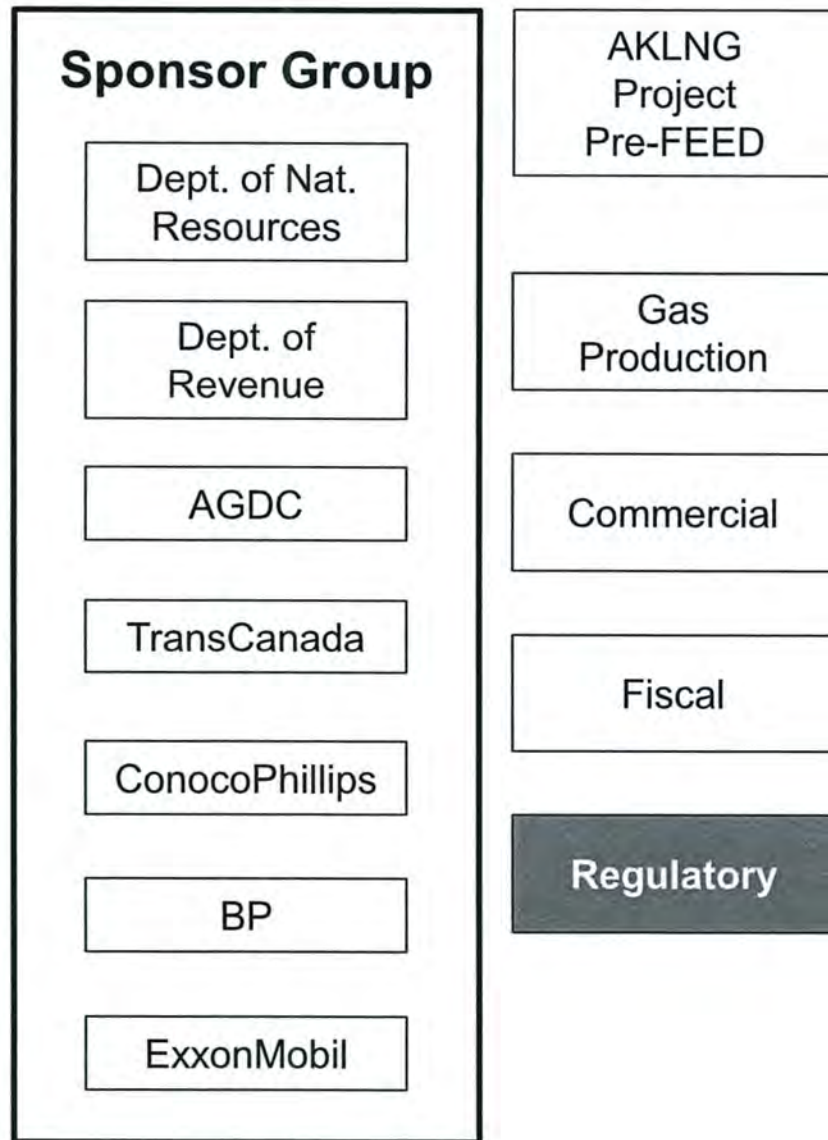 Sponsor Group
Dept. of Nat.
Resources
Dept. of
Revenue
AGDC
TransCanada
ConocoPhillips
BP
ExxonMobil
AKLNG
Project
Pre-FEED
Gas
Production
Commercial
Fiscal
Regulatory